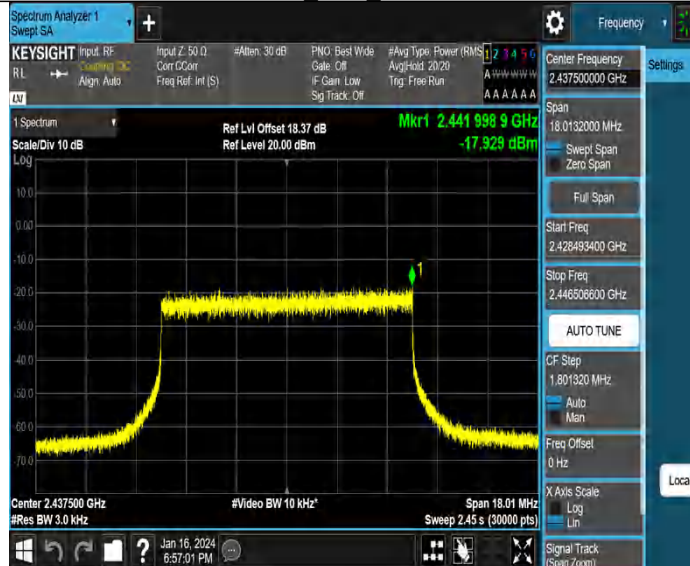 Spectrum Analyzer 1
Swept SA
+
Frequency
KEYSIGHT Input: RF
RL
Coupling: DC
Align: Auto
Input Z: 50 Ω
Corr CCorr
Freq Ref: Int (S)
#Atten: 30 dB
PNO: Best Wide
Gate: Off
IF Gain: Low
Sig Track: Off
#Avg Type: Power (RMS
Avg|Hold: 20/20
Trig: Free Run
1 2 3 4 5 6
A W W W W W
A A A A A A
LXI
Center Frequency
2.437500000 GHz
Settings
1 Spectrum
Scale/Div 10 dB
Ref Lvl Offset 18.37 dB
Ref Level 20.00 dBm
Mkr1 2.441 998 9 GHz
-17.929 dBm
Span
18.0132000 MHz
Swept Span
Zero Span
Full Span
Start Freq
2.428493400 GHz
Stop Freq
2.446506600 GHz
AUTO TUNE
CF Step
1.801320 MHz
Auto
Man
Freq Offset
0 Hz
X Axis Scale
Log
Lin
Signal Track
(Span Zoom)
Loca
Log
10.0
0.00
-10.0
-20.0
-30.0
-40.0
-50.0
-60.0
-70.0
1
Center 2.437500 GHz
#Res BW 3.0 kHz
#Video BW 10 kHz*
Span 18.01 MHz
Sweep 2.45 s (30000 pts)
?
Jan 16, 2024
6:57:01 PM